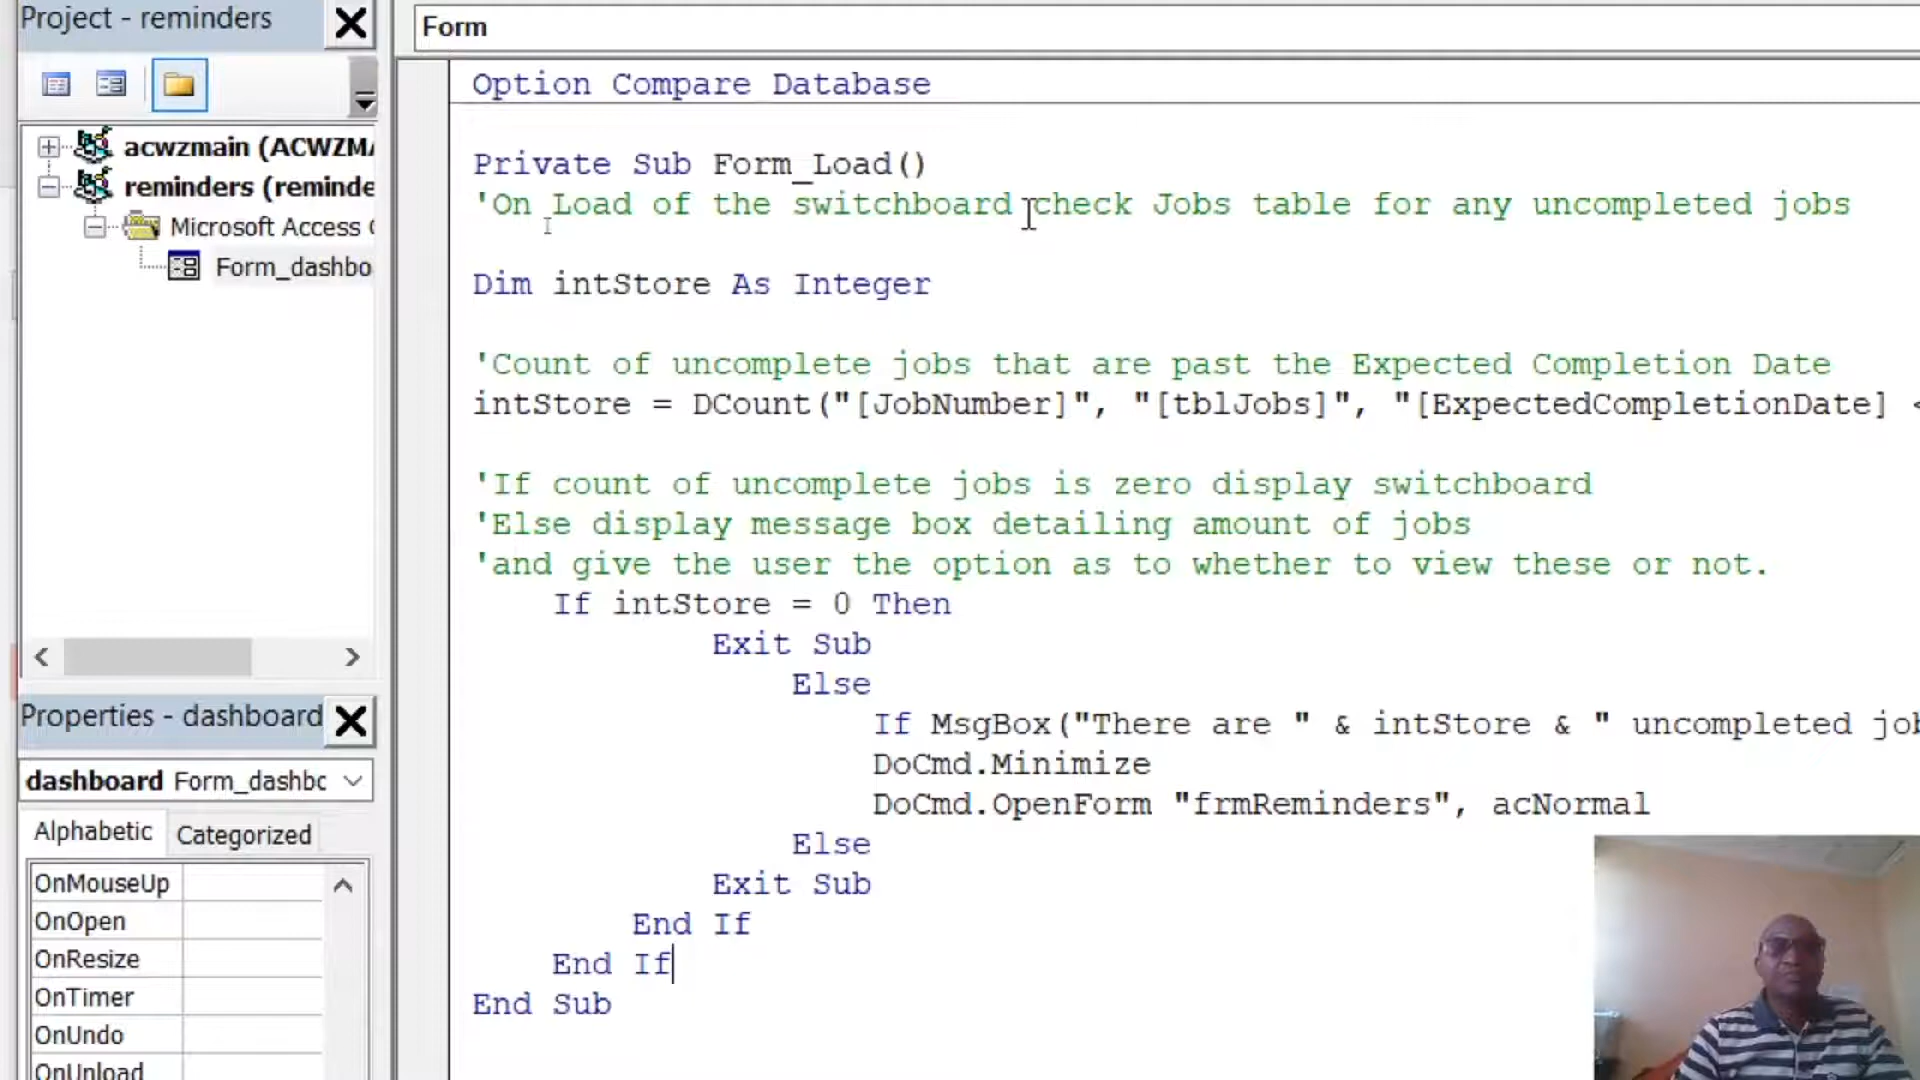 Project - reminders
acwzmain (ACWZMA
reminders (reminde
Microsoft Access
Form_dashbo
Properties - dashboard
dashboard Form_dashbc
Alphabetic
Categorized
OnMouseUp
OnOpen
OnResize
OnTimer
OnUndo
OnUnload
Form
Option Compare Database
Private Sub Form_Load()
'On Load of the switchboard check Jobs table for any uncompleted jobs
Dim intStore As Integer
'Count of uncomplete jobs that are past the Expected Completion Date
intStore = DCount("[JobNumber]", "[tblJobs]", "[ExpectedCompletionDate] <
'If count of uncomplete jobs is zero display switchboard
'Else display message box detailing amount of jobs
'and give the user the option as to whether to view these or not.
If intStore = 0 Then
Exit Sub
Else
If MsgBox("There are " & intStore & " uncompleted job
DoCmd.Minimize
DoCmd.OpenForm "frmReminders", acNormal
Else
Exit Sub
End If
End If
End Sub